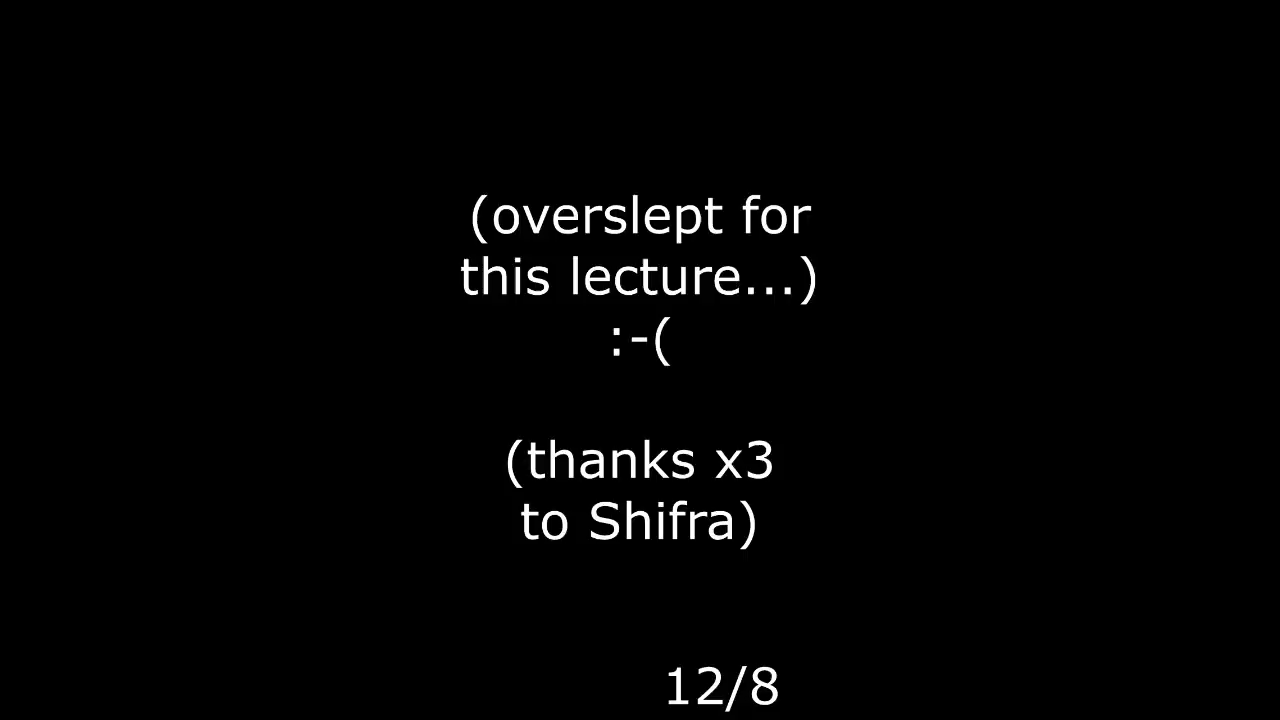 (overslept for
this lecture...)
:-(
(thanks x3
to Shifra)
12/8